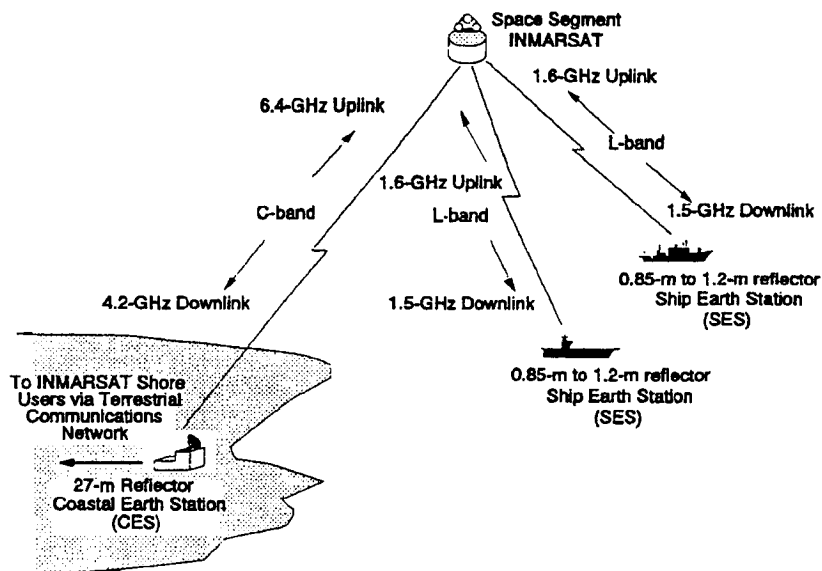 Space Segment
INMARSAT
1.6-GHz Uplink
6.4-GHz Uplink
L-band
1.6-GHz Uplink
C-band
L-band
1.5-GHz Downlink
4.2-GHz Downlink
1.5-GHz Downlink
0.85-m to 1.2-m reflector
Ship Earth Station
(SES)
0.85-m to 1.2-m reflector
Ship Earth Station
(SES)
To INMARSAT Shore
Users via Terrestrial
Communications
Network
27-m Reflector
Coastal Earth Station
(CES)